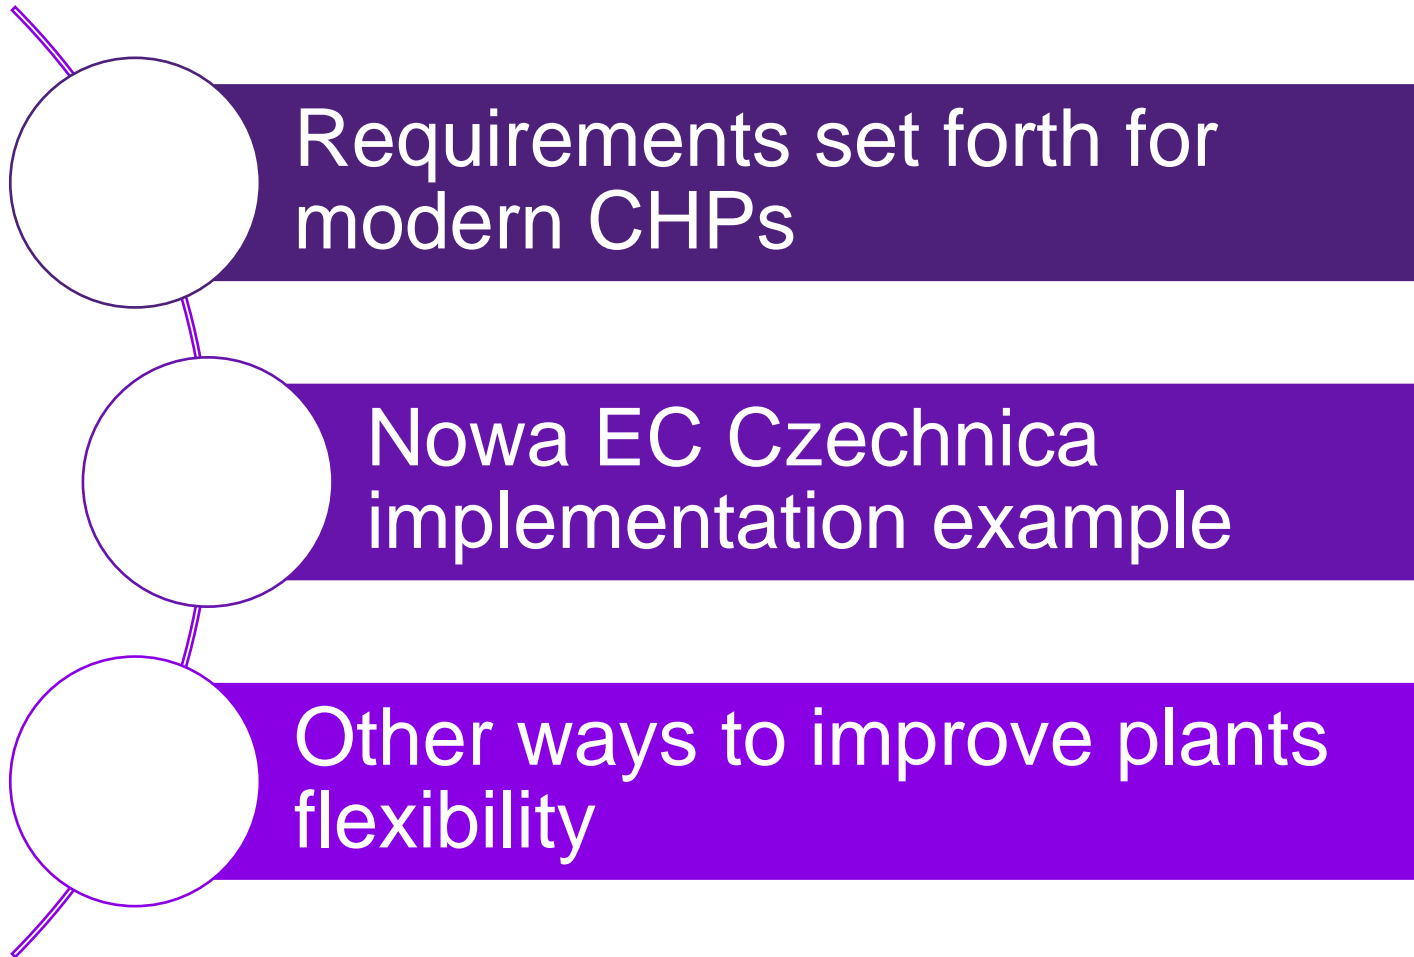 Requirements set forth for
modern CHPs
Nowa EC Czechnica
implementation example
Other ways to improve plants
flexibility